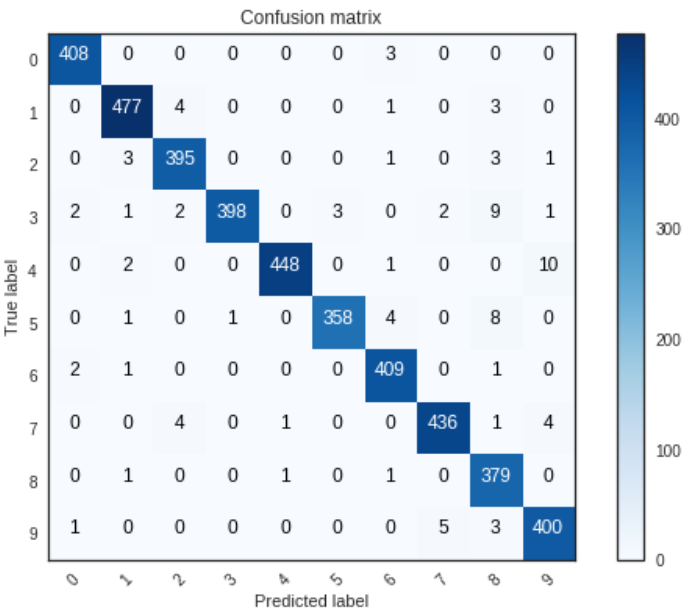 Confusion matrix
0 408 0 0 0 0 0 3 0 0 0
1 0 477 4 0 0 0 1 0 3 0
2 0 3 395 0 0 0 1 0 3 1
3 2 1 2 398 0 3 0 2 9 1
4 0 2 0 0 448 0 1 0 0 10
5 0 1 0 1 0 358 4 0 8 0
6 2 1 0 0 0 0 409 0 1 0
7 0 0 4 0 1 0 0 436 1 4
8 0 1 0 0 1 0 1 0 379 0
9 1 0 0 0 0 0 0 5 3 400
0 1 2 3 4 5 6 7 8 9
True label
Predicted label
400
300
200
100
0